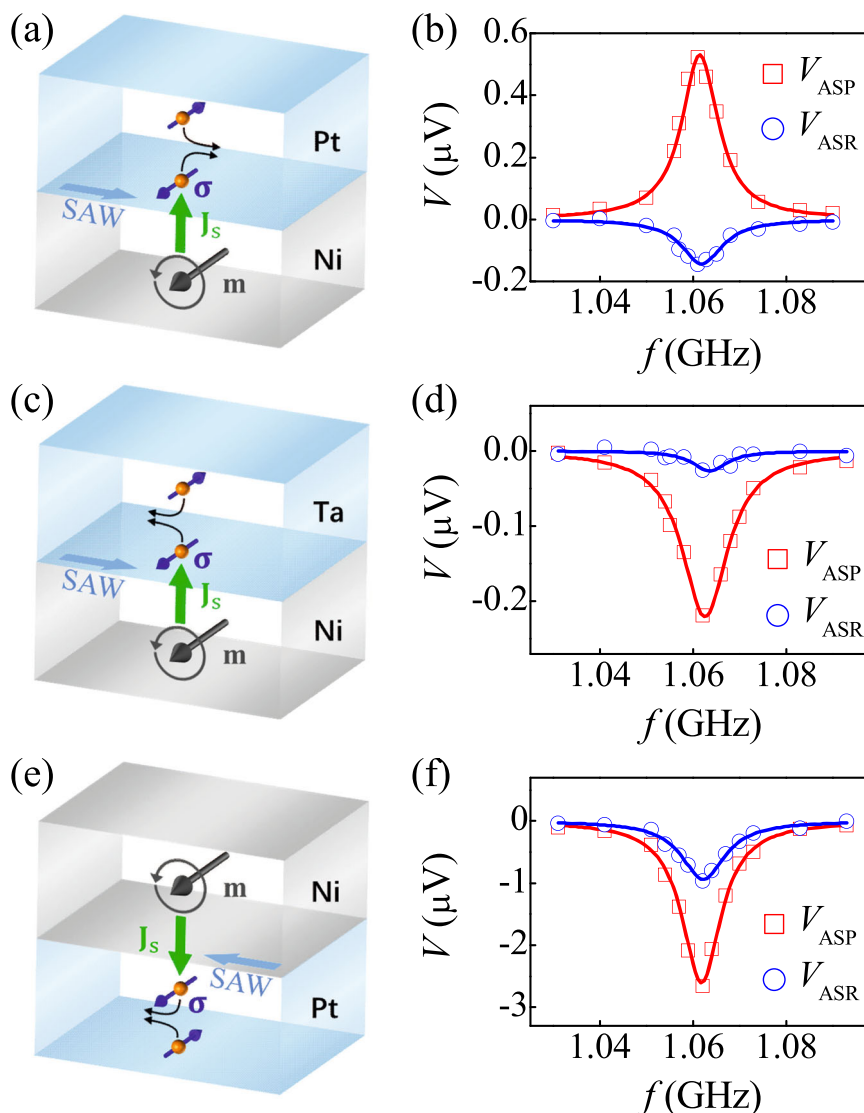 (a)
Pt
σ
SAW
Jₛ
Ni
m
(b)
0.6
0.4
0.2
0.0
-0.2
V (μV)
V_ASP
V_ASR
1.04 1.06 1.08
f (GHz)
(c)
Ta
σ
SAW
Jₛ
Ni
m
(d)
0.0
-0.1
-0.2
V (μV)
V_ASP
V_ASR
1.04 1.06 1.08
f (GHz)
(e)
m
Ni
Jₛ
SAW
σ
Pt
(f)
0
-1
-2
-3
V (μV)
V_ASP
V_ASR
1.04 1.06 1.08
f (GHz)